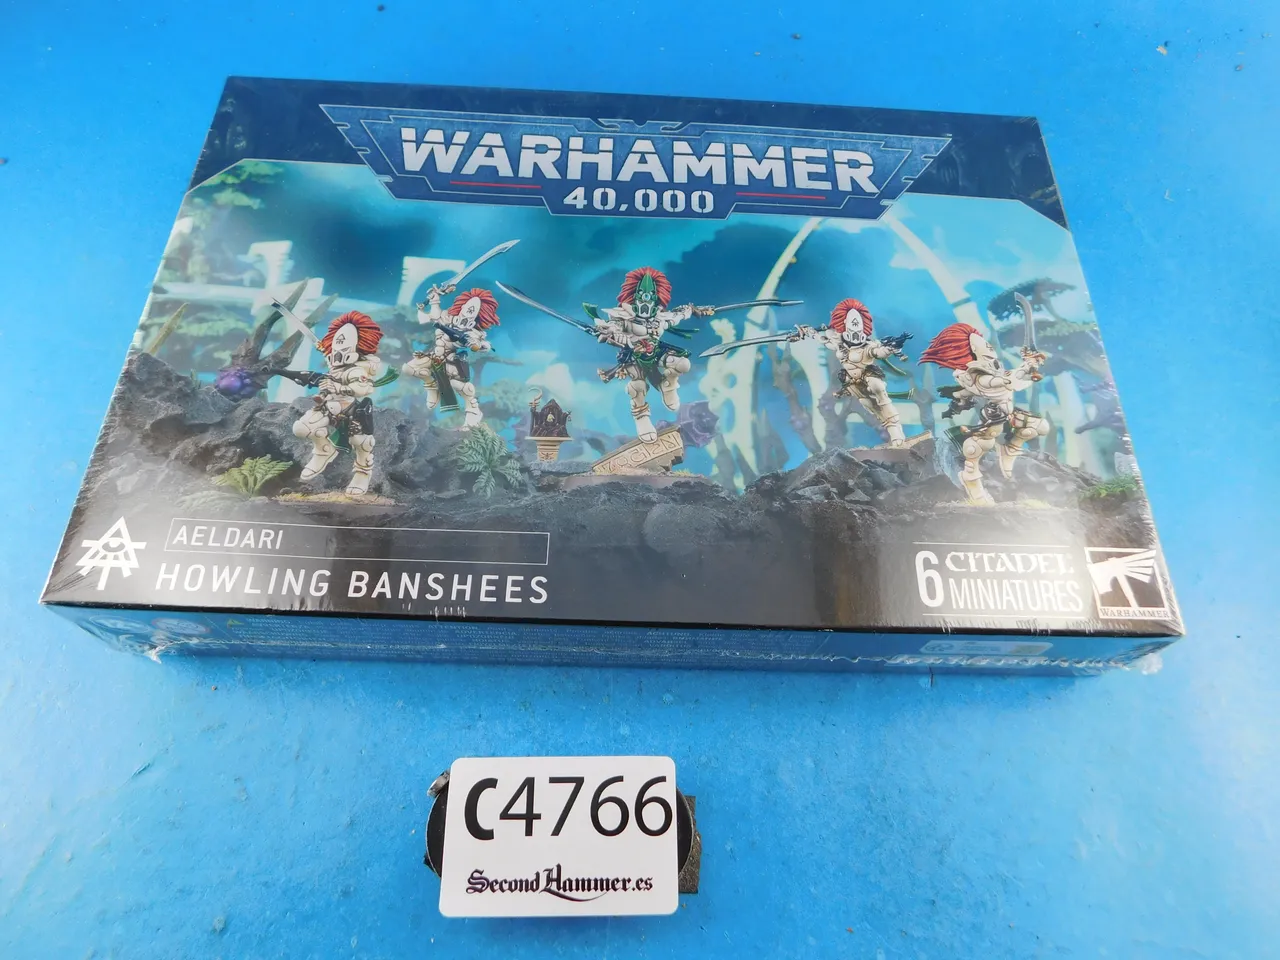 WARHAMMER
40,000
AELDARI
HOWLING BANSHEES
6 CITADEL
MINIATURES
WARHAMMER
C4766
SecondHammer.es